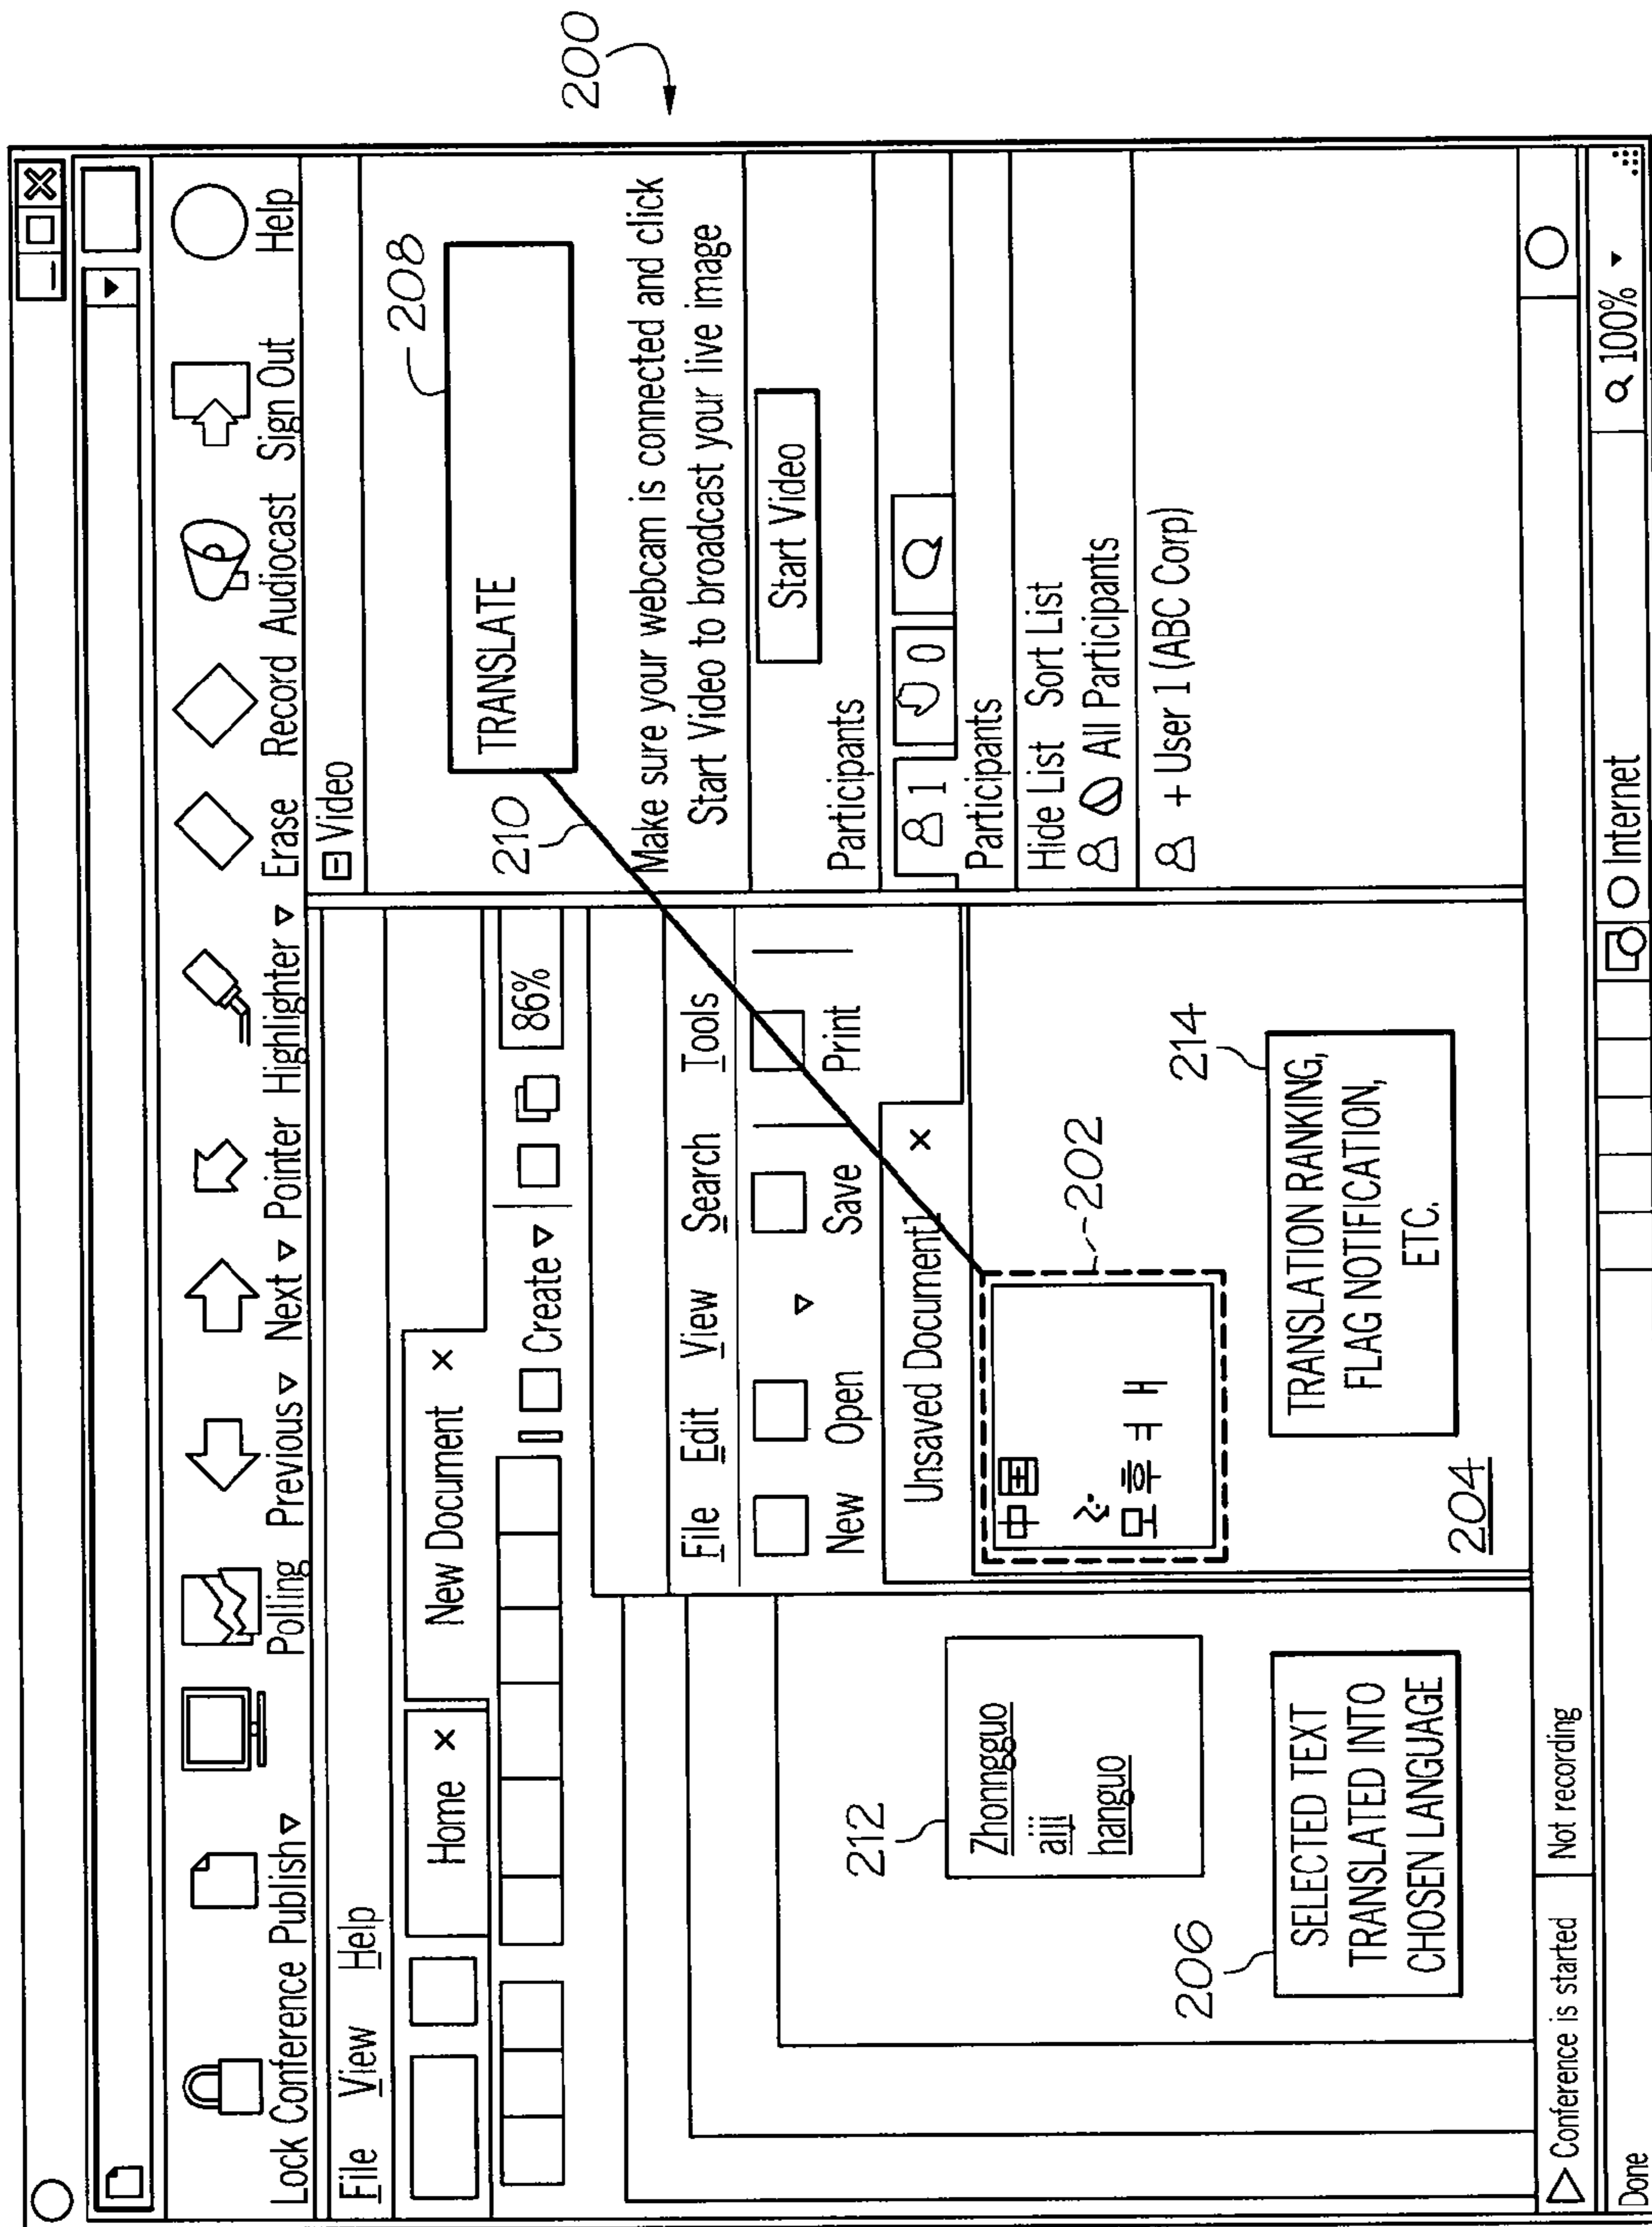 Lock Conference Publish Polling Previous Next Pointer Highlighter Erase Record Audiocast Sign Out Help
File View Help
Video
Home × New Document ×
Create 86%
208
TRANSLATE
210
200
Make sure your webcam is connected and click
Start Video to broadcast your live image
Start Video
File Edit View Search Tools
New Open Save Print
Unsaved Document1 ×
Participants
1 0
Participants
Hide List Sort List
All Participants
+ User 1 (ABC Corp)
中国
202
212
Zhonngguo
aiji
hanguo
206
SELECTED TEXT
TRANSLATED INTO
CHOSEN LANGUAGE
214
TRANSLATION RANKING,
FLAG NOTIFICATION,
ETC.
204
Conference is started Not recording
Done Internet 100%